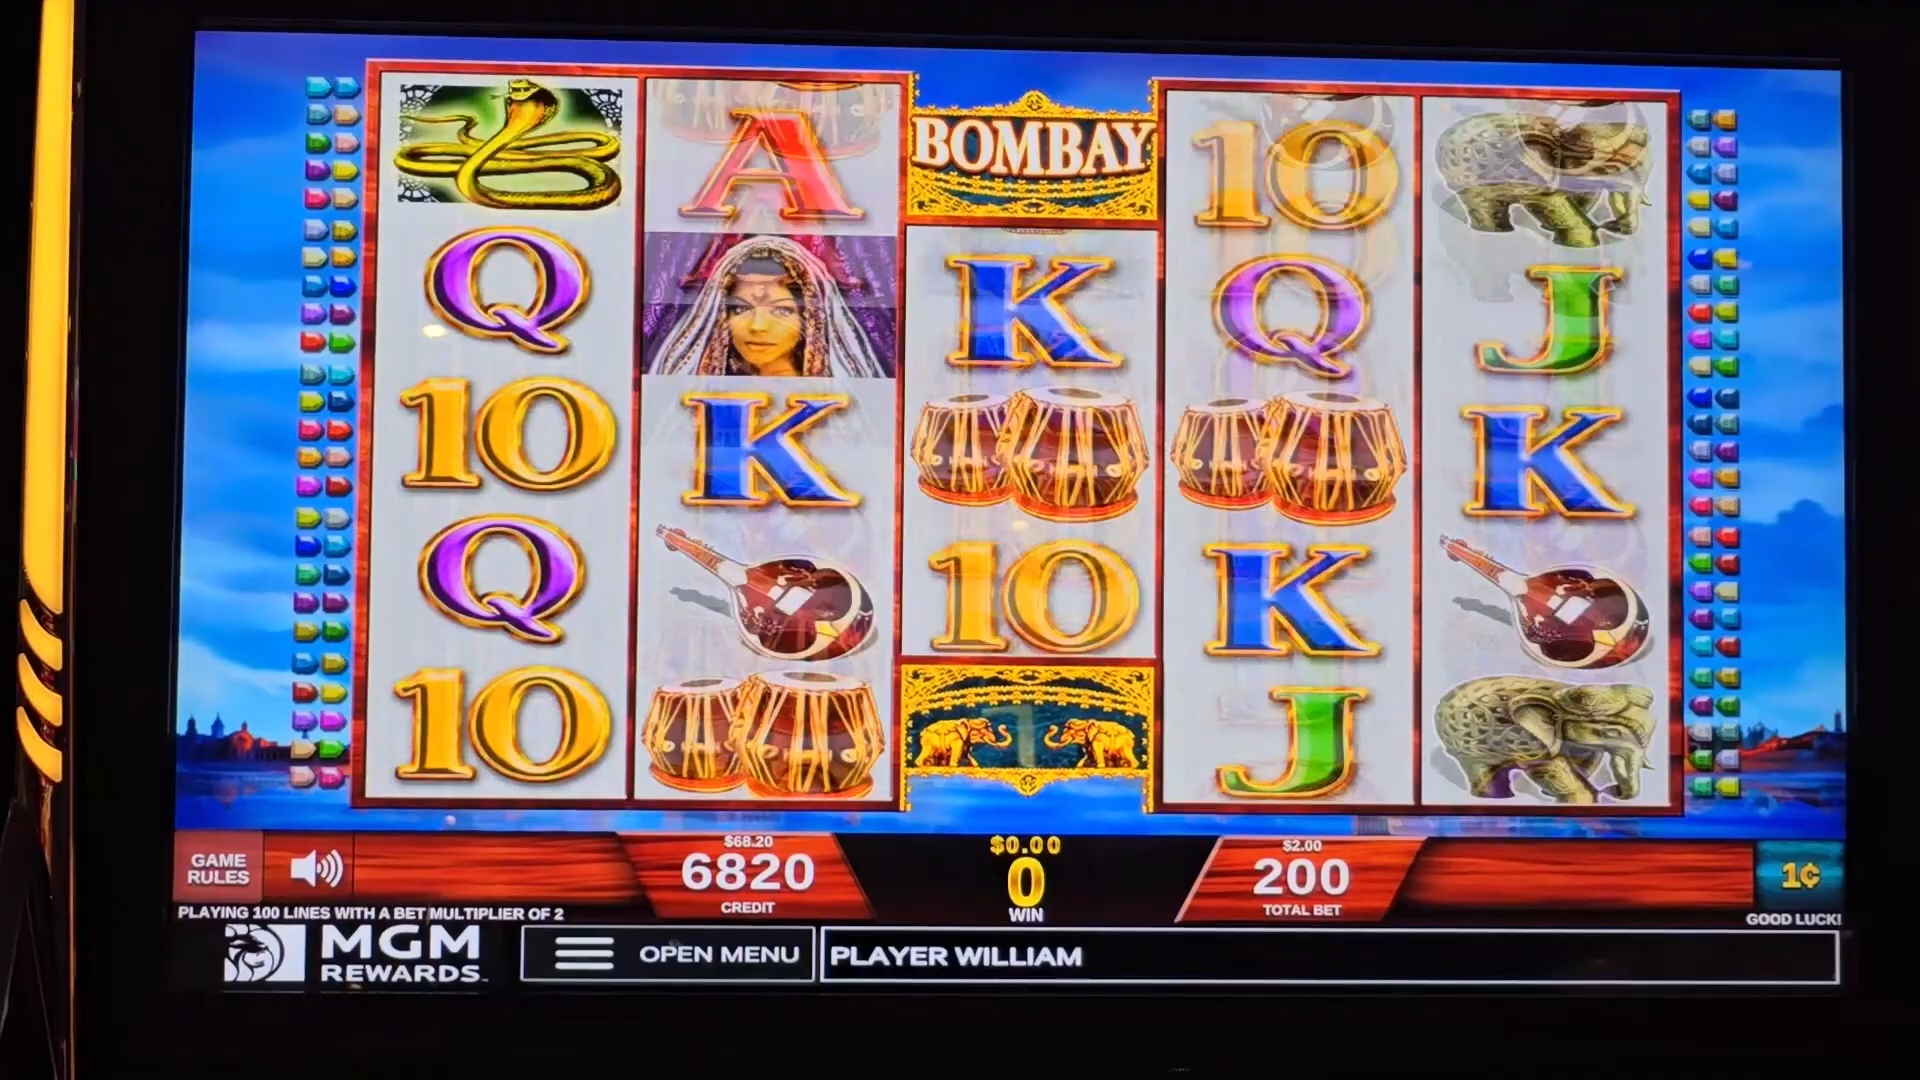 BOMBAY
A
10
Q
K
Q
J
10
K
K
Q
10
K
10
J
1
GAME
RULES
$68.20
6820
CREDIT
$0.00
0
WIN
$2.00
200
TOTAL BET
1¢
PLAYING 100 LINES WITH A BET MULTIPLIER OF 2
GOOD LUCK!
MGM
REWARDS
OPEN MENU
PLAYER WILLIAM